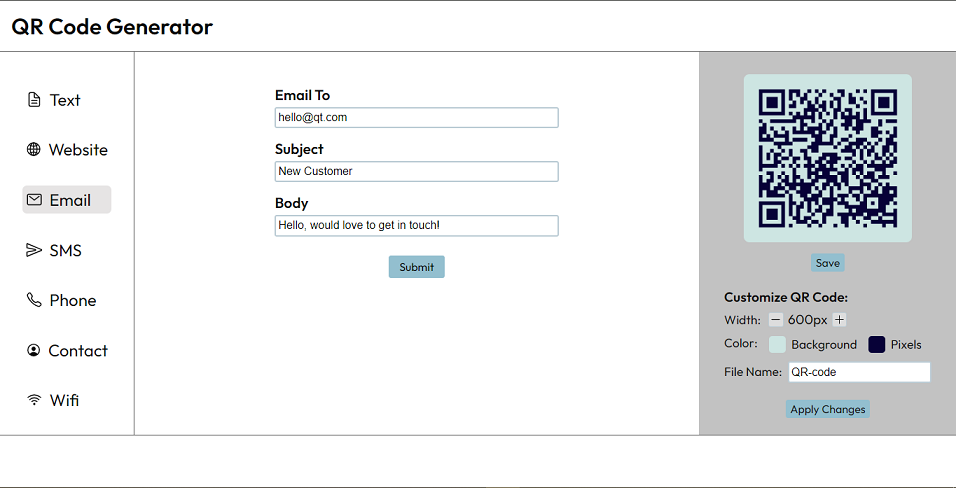 QR Code Generator
Text
Website
Email
SMS
Phone
Contact
Wifi
Email To
hello@qt.com
Subject
New Customer
Body
Hello, would love to get in touch!
Submit
Save
Customize QR Code:
Width: − 600px +
Color: Background Pixels
File Name: QR-code
Apply Changes